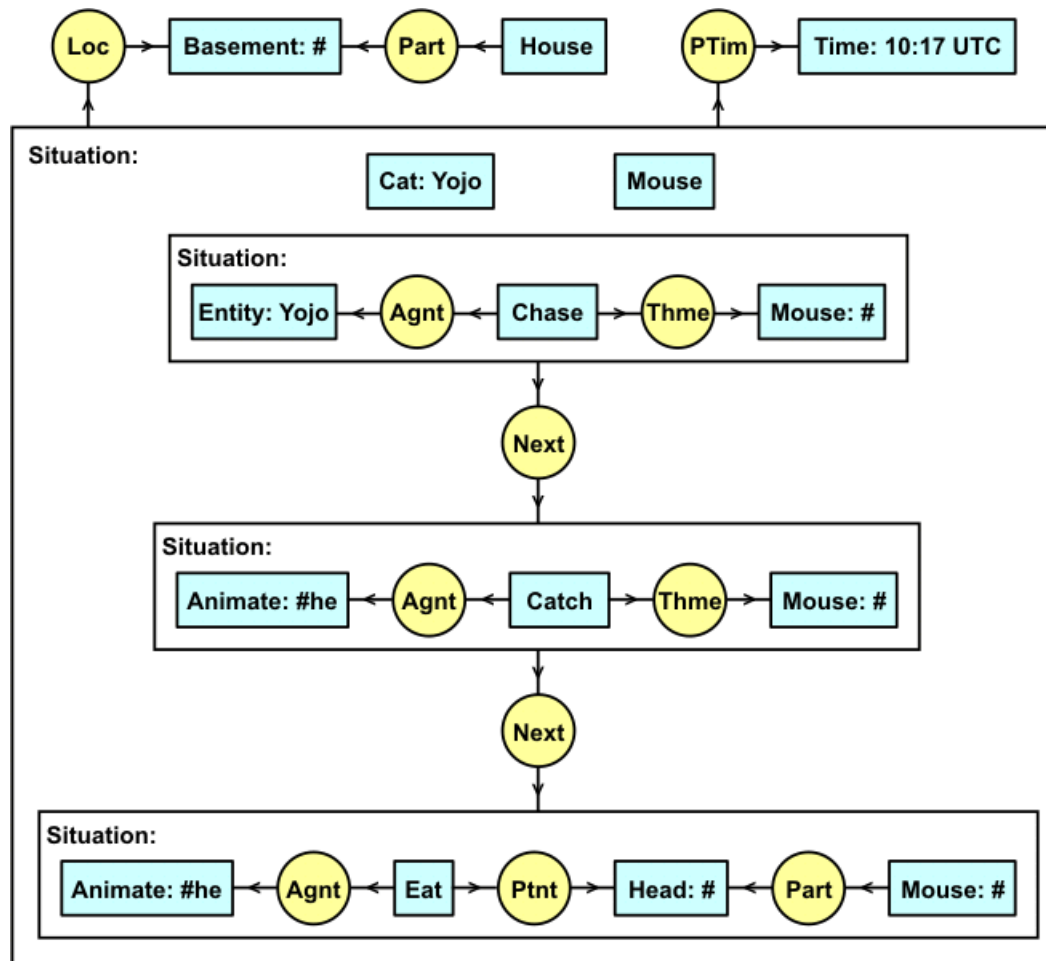 Loc Basement: # Part House PTim Time: 10:17 UTC
Situation:
Cat: Yojo Mouse
Situation:
Entity: Yojo Agnt Chase Thme Mouse: #
Next
Situation:
Animate: #he Agnt Catch Thme Mouse: #
Next
Situation:
Animate: #he Agnt Eat Ptnt Head: # Part Mouse: #